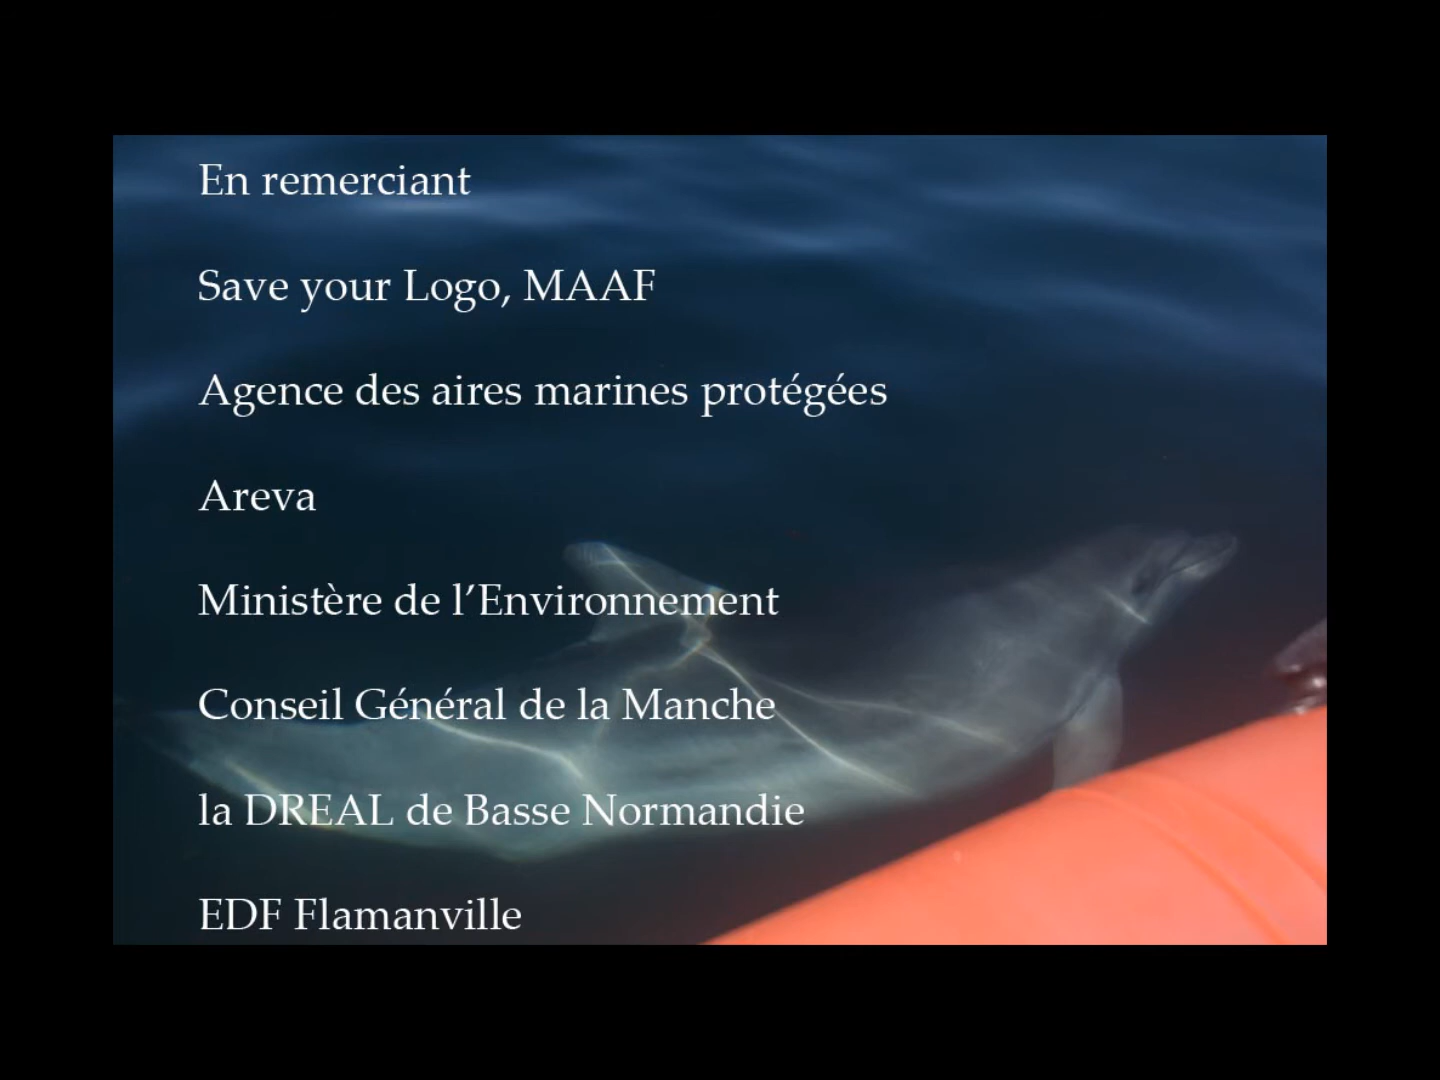 En remerciant
Save your Logo, MAAF
Agence des aires marines protégées
Areva
Ministère de l’Environnement
Conseil Général de la Manche
la DREAL de Basse Normandie
EDF Flamanville